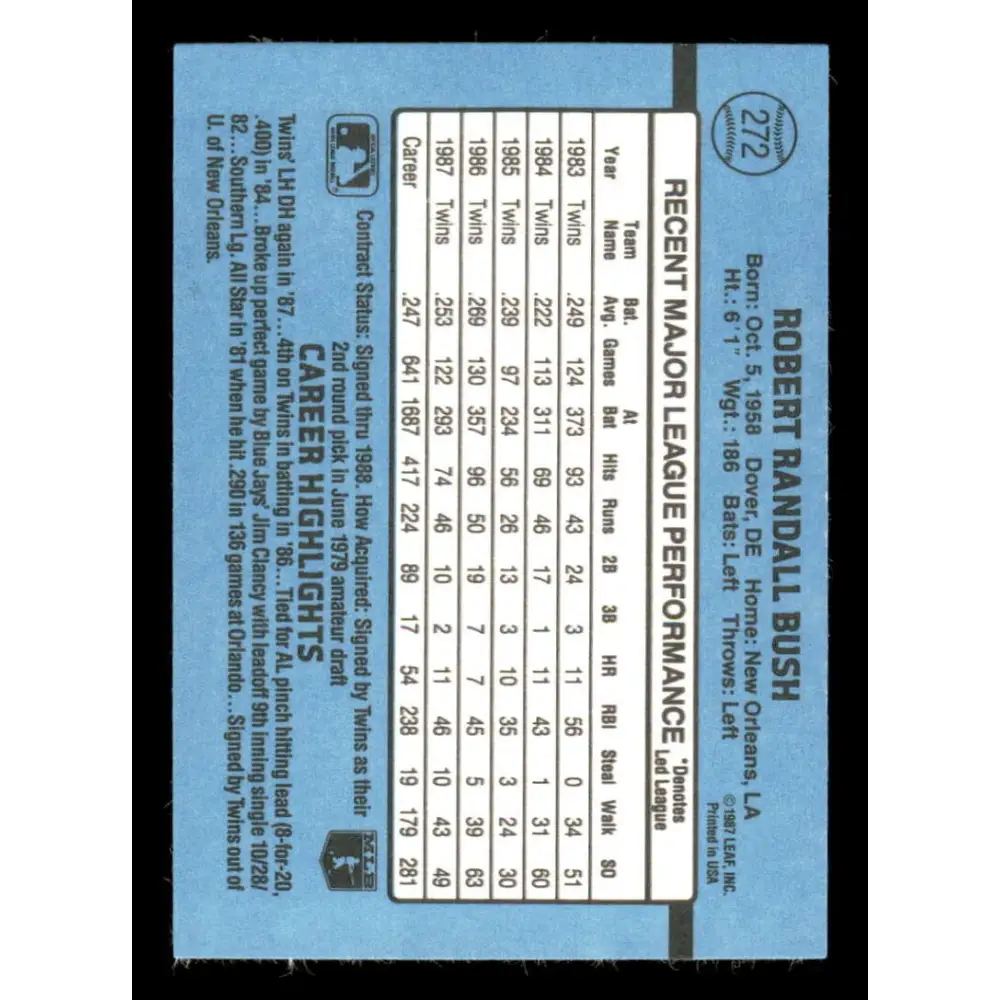 272
ROBERT RANDALL BUSH
Born: Oct. 5, 1958 Dover, DE Home: New Orleans, LA
Ht.: 6'1" Wgt.: 186 Bats: Left Throws: Left
©1987 LEAF, INC.
Printed in USA
RECENT MAJOR LEAGUE PERFORMANCE *Denotes Led League
Year Team Name Bat. Avg. Games At Bat Hits Runs 2B 3B HR RBI Steal Walk SO
1983 Twins .249 124 373 93 43 24 3 11 56 0 34 51
1984 Twins .222 113 311 69 46 17 1 11 43 1 31 60
1985 Twins .239 97 234 56 26 13 3 10 35 3 24 30
1986 Twins .269 130 357 96 50 19 7 7 45 5 39 63
1987 Twins .253 122 293 74 46 10 2 11 46 10 43 49
Career .247 641 1687 417 224 89 17 54 238 19 179 281
Contract Status: Signed thru 1988. How Acquired: Signed by Twins as their
2nd round pick in June 1979 amateur draft
MLB
CAREER HIGHLIGHTS
Twins' LH DH again in '87...4th on Twins in batting in '86...Tied for AL pinch hitting lead (8-for-20,
.400) in '84...Broke up perfect game by Blue Jays' Jim Clancy with leadoff 9th inning single 10/28/
82...Southern Lg. All Star in '81 when he hit .290 in 136 games at Orlando...Signed by Twins out of
U. of New Orleans.